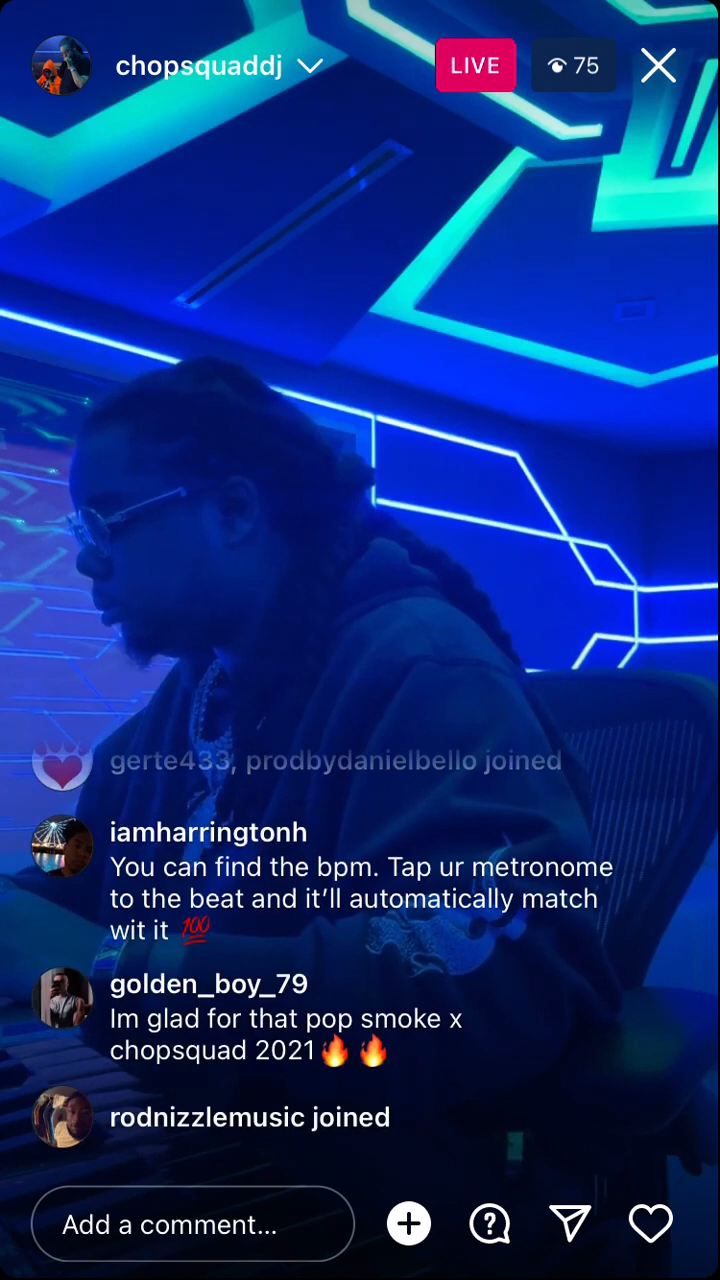 chopsquaddj
LIVE
75
gerte433, prodbydanielbello joined
iamharringtonh
You can find the bpm. Tap ur metronome
to the beat and it’ll automatically match
wit it 💯
golden_boy_79
Im glad for that pop smoke x
chopsquad 2021🔥🔥
rodnizzlemusic joined
Add a comment...